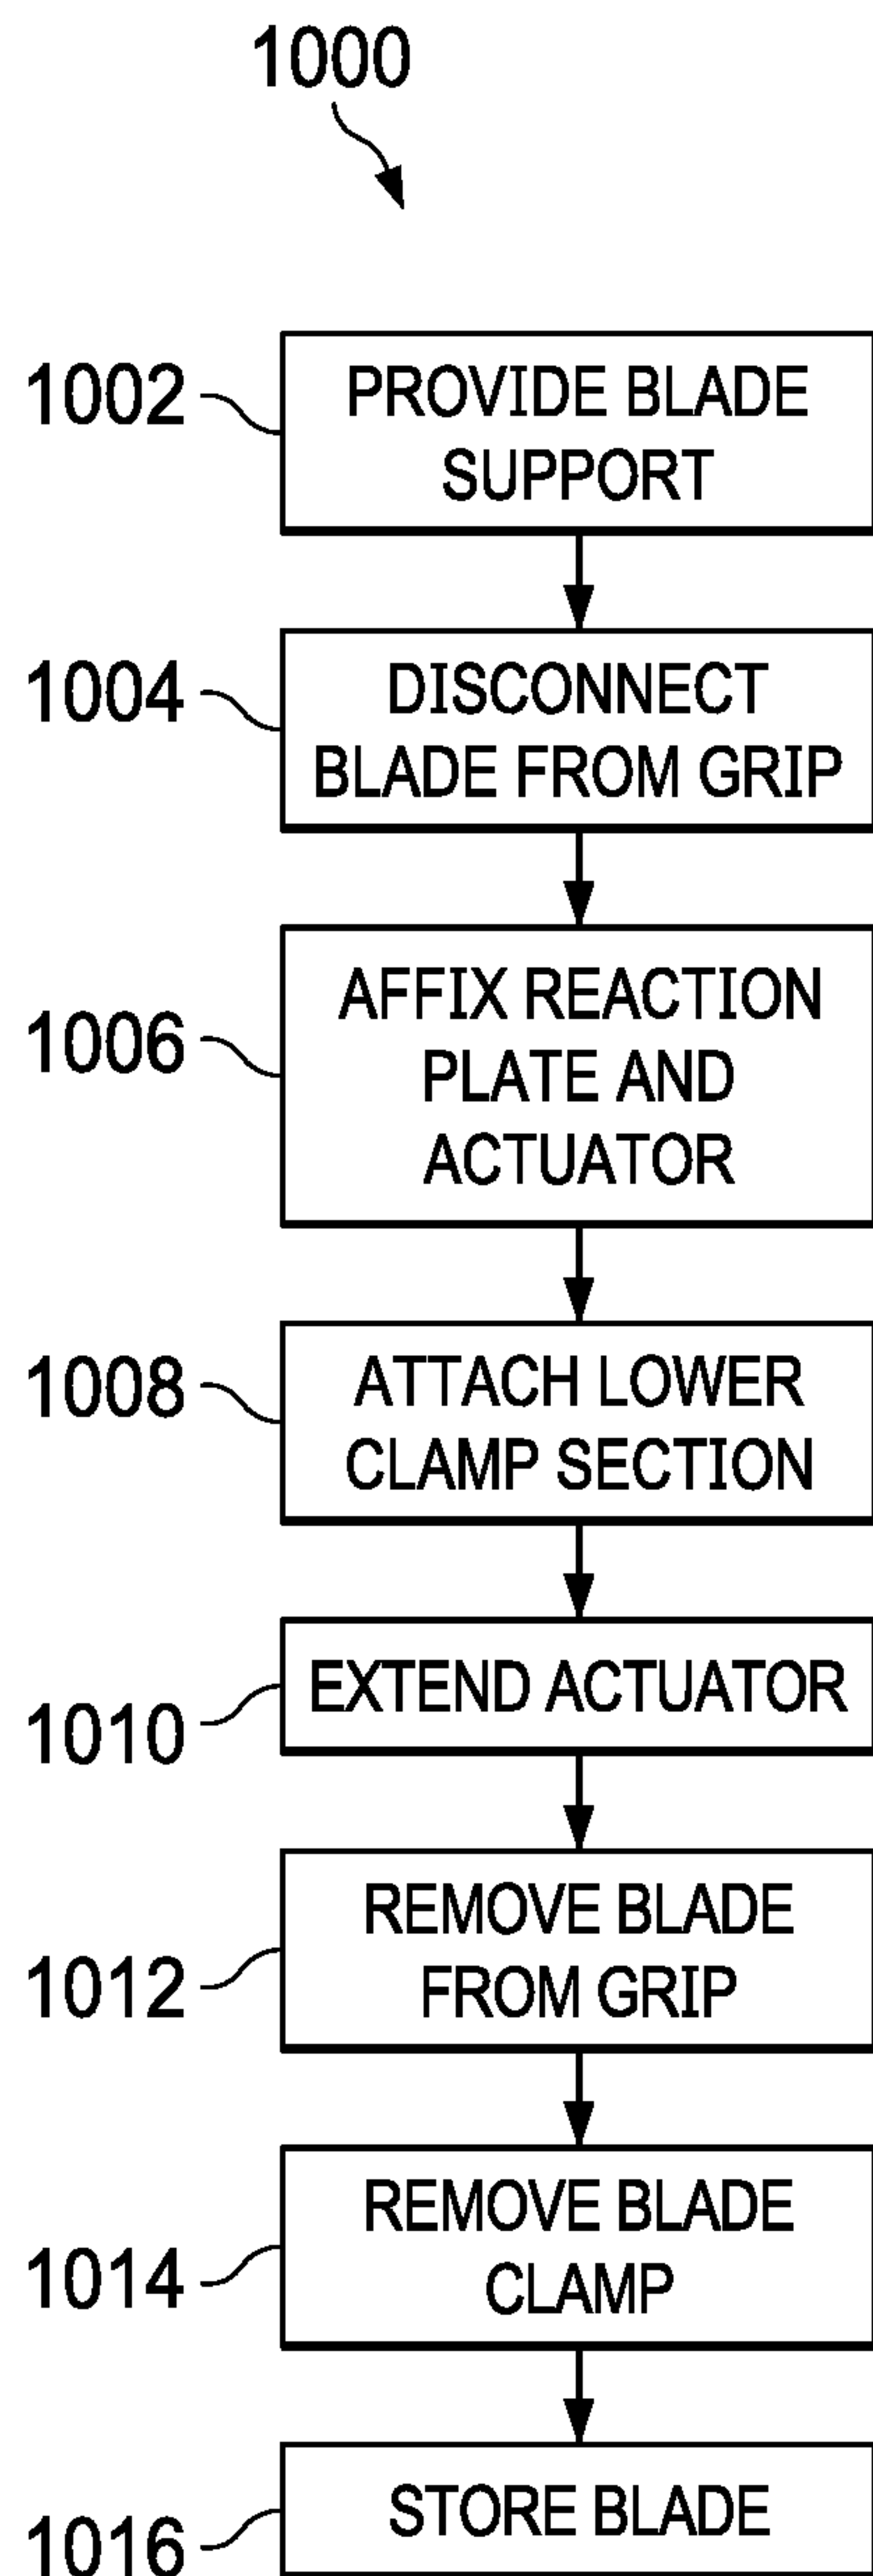 1000
1002
PROVIDE BLADE
SUPPORT
1004
DISCONNECT
BLADE FROM GRIP
1006
AFFIX REACTION
PLATE AND
ACTUATOR
1008
ATTACH LOWER
CLAMP SECTION
1010
EXTEND ACTUATOR
1012
REMOVE BLADE
FROM GRIP
1014
REMOVE BLADE
CLAMP
1016
STORE BLADE